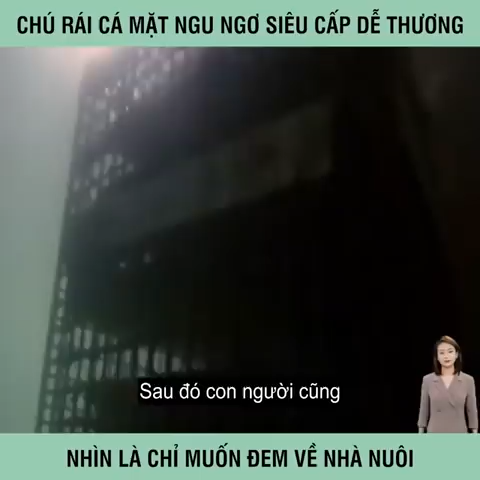 CHÚ RÁI CÁ MẶT NGU NGƠ SIÊU CẤP DỄ THƯƠNG
Sau đó con người cũng
NHÌN LÀ CHỈ MUỐN ĐEM VỀ NHÀ NUÔI